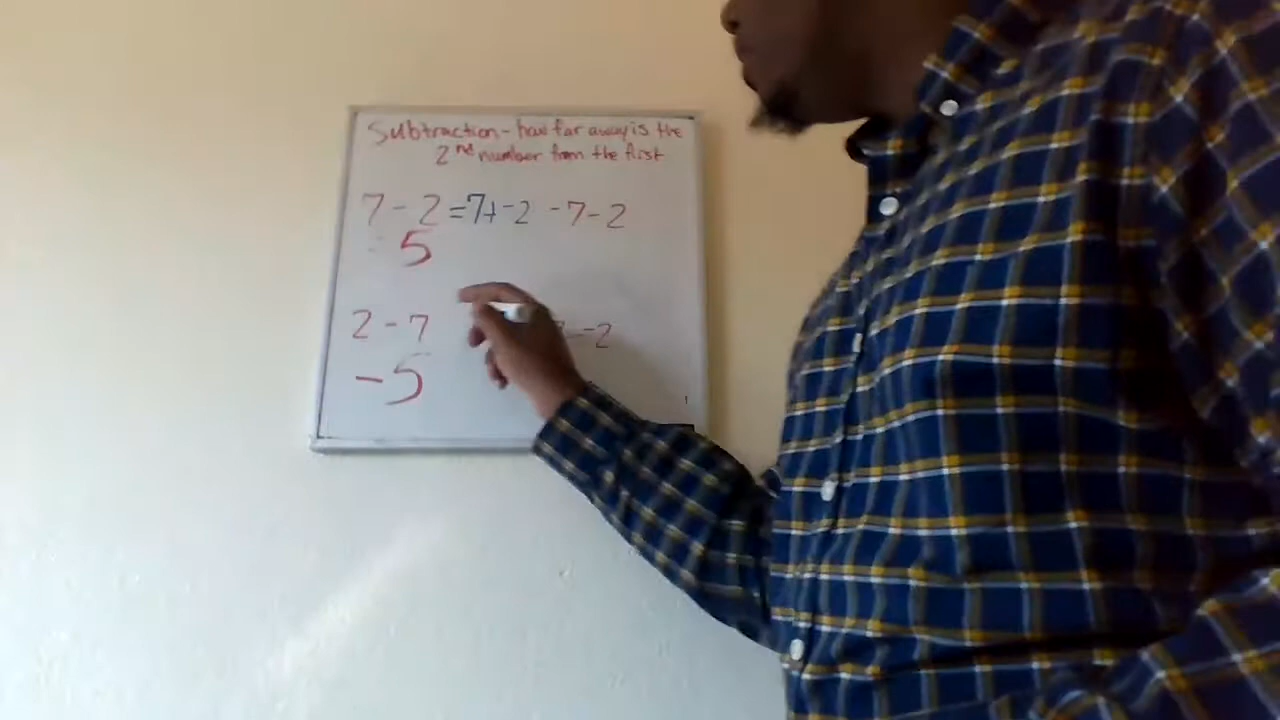 Subtraction - how far away is the
2nd number from the first
7 - 2 = 7 + -2 -7 - 2
5
2 - 7 - -2
-5